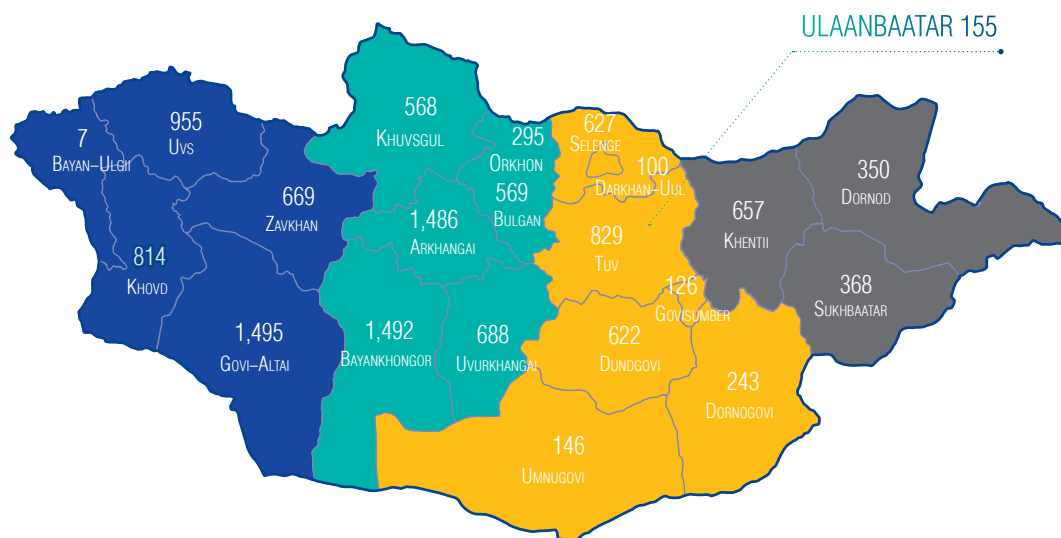 ULAANBAATAR 155
7
BAYAN–ULGII
955
UVS
669
ZAVKHAN
814
KHOVD
1,495
GOVI–ALTAI
568
KHUVSGUL
295
ORKHON
569
BULGAN
1,486
ARKHANGAI
1,492
BAYANKHONGOR
688
UVURKHANGAI
627
SELENGE
100
DARKHAN–UUL
829
TUV
126
GOVISUMBER
622
DUNDGOVI
243
DORNOGOVI
146
UMNUGOVI
657
KHENTII
350
DORNOD
368
SUKHBAATAR